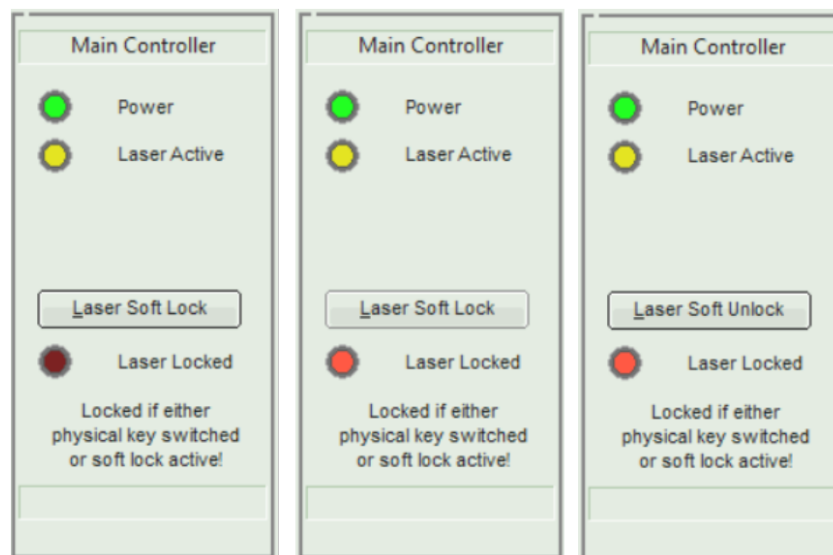 Main Controller
Power
Laser Active
Laser Soft Lock
Laser Locked
Locked if either
physical key switched
or soft lock active!
Main Controller
Power
Laser Active
Laser Soft Lock
Laser Locked
Locked if either
physical key switched
or soft lock active!
Main Controller
Power
Laser Active
Laser Soft Unlock
Laser Locked
Locked if either
physical key switched
or soft lock active!